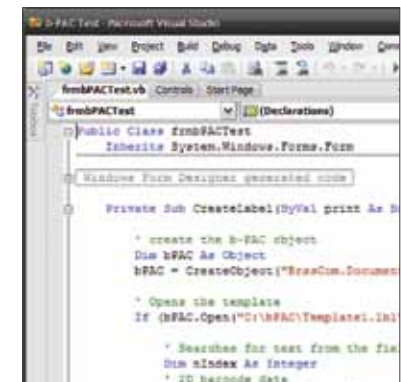 b-PAC Test - Microsoft Visual Studio
File Edit View Project Build Debug Data Tools Window
frmbPACTest.vb Controls Start Page
Toolbox
frmbPACTest (Declarations)
Public Class frmbPACTest
Inherits System.Windows.Forms.Form
Windows Form Designer generated code
Private Sub CreateLabel(ByVal print As
' create the b-PAC object
Dim bPAC As Object
bPAC = CreateObject("BrssCom.Document
' Opens the template
If (bPAC.Open("C:\bPAC\Template1.lbl"
' Searches for text from the
Dim nIndex As Integer
' 2D barcode data